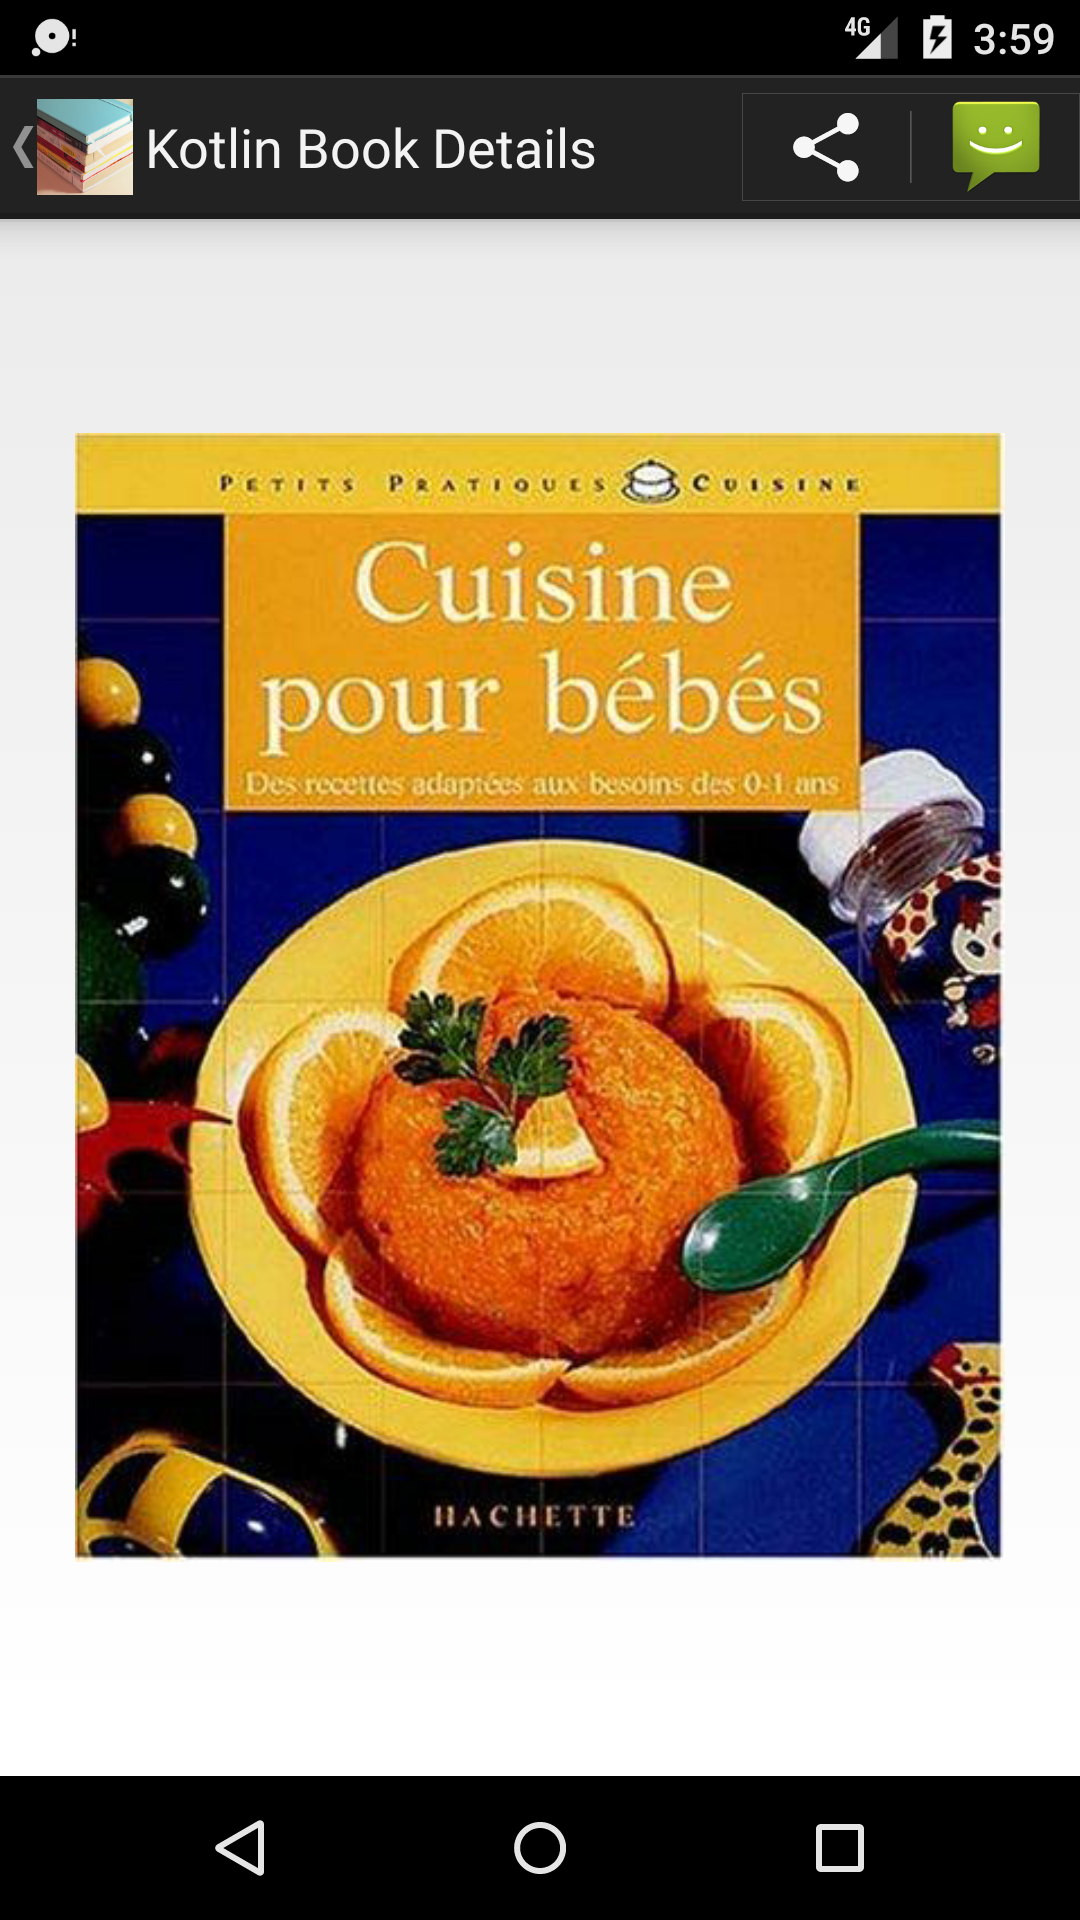 4G
3:59
Kotlin Book Details
PETITS PRATIQUES CUISINE
Cuisine
pour bébés
Des recettes adaptées aux besoins des 0-1 ans
HACHETTE